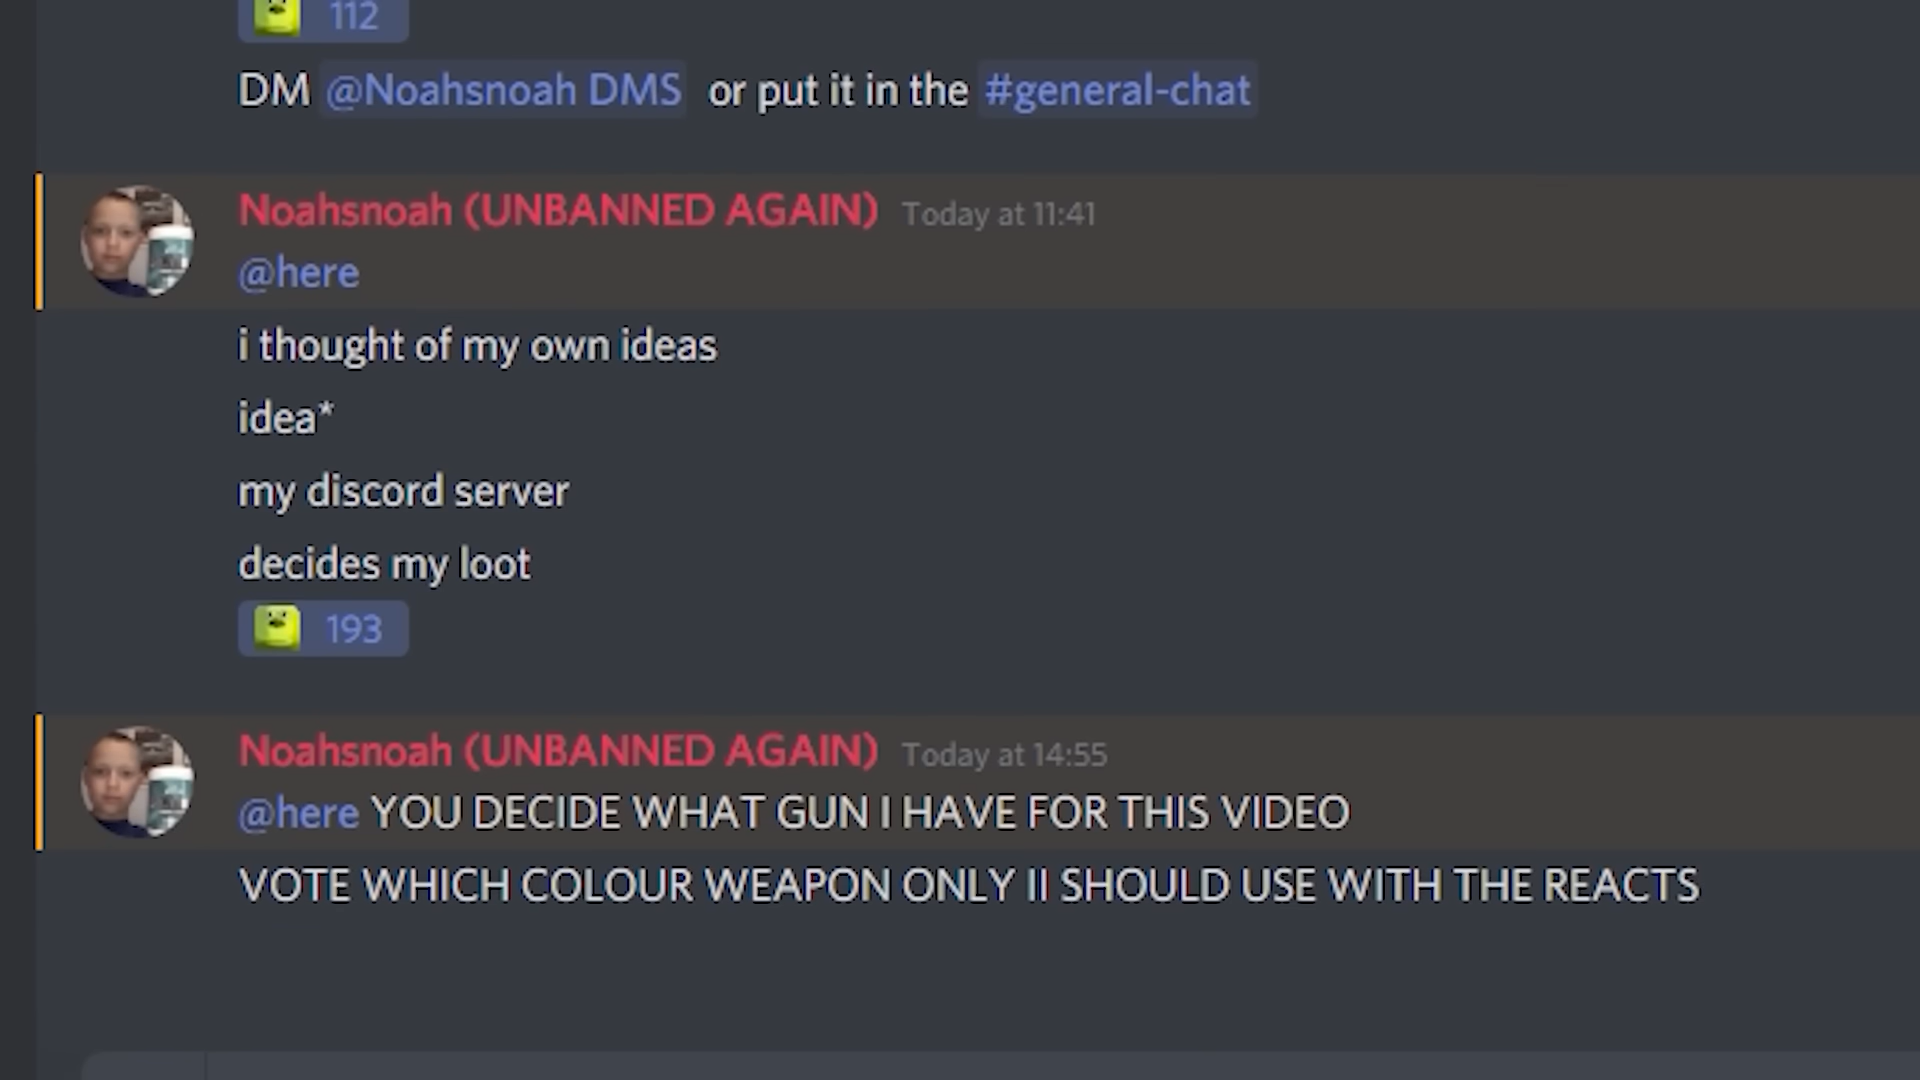 112
DM @Noahsnoah DMS or put it in the #general-chat
Noahsnoah (UNBANNED AGAIN) Today at 11:41
@here
i thought of my own ideas
idea*
my discord server
decides my loot
193
Noahsnoah (UNBANNED AGAIN) Today at 14:55
@here YOU DECIDE WHAT GUN I HAVE FOR THIS VIDEO
VOTE WHICH COLOUR WEAPON ONLY II SHOULD USE WITH THE REACTS